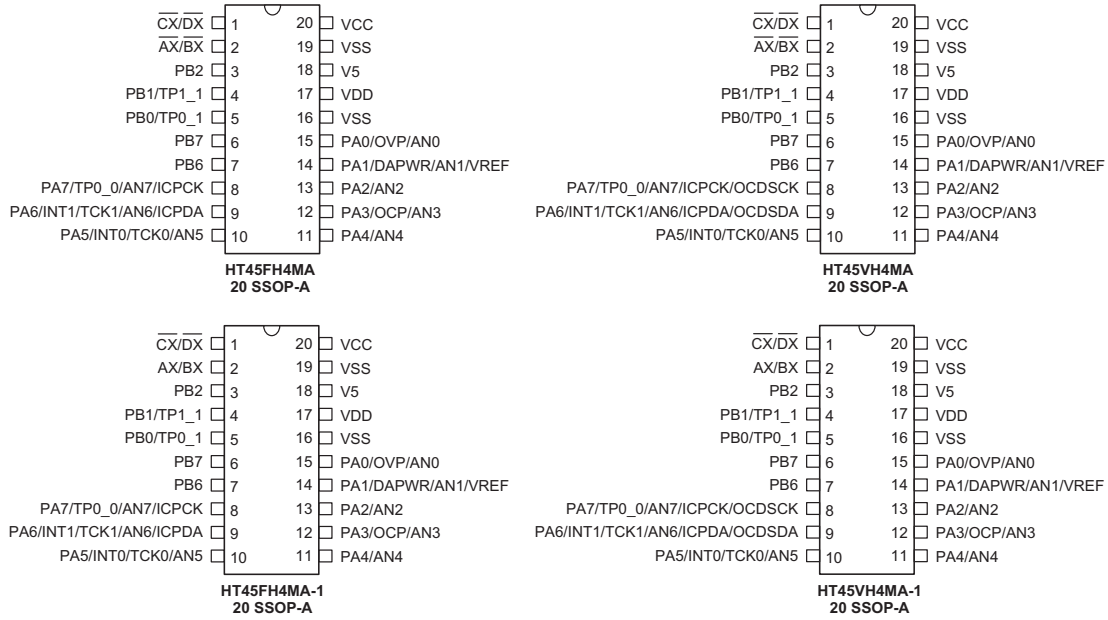 C̅X̅/D̅X̅ 1 20 VCC
A̅X̅/B̅X̅ 2 19 VSS
PB2 3 18 V5
PB1/TP1_1 4 17 VDD
PB0/TP0_1 5 16 VSS
PB7 6 15 PA0/OVP/AN0
PB6 7 14 PA1/DAPWR/AN1/VREF
PA7/TP0_0/AN7/ICPCK 8 13 PA2/AN2
PA6/INT1/TCK1/AN6/ICPDA 9 12 PA3/OCP/AN3
PA5/INT0/TCK0/AN5 10 11 PA4/AN4
HT45FH4MA
20 SSOP-A
C̅X̅/D̅X̅ 1 20 VCC
A̅X̅/B̅X̅ 2 19 VSS
PB2 3 18 V5
PB1/TP1_1 4 17 VDD
PB0/TP0_1 5 16 VSS
PB7 6 15 PA0/OVP/AN0
PB6 7 14 PA1/DAPWR/AN1/VREF
PA7/TP0_0/AN7/ICPCK/OCDSCK 8 13 PA2/AN2
PA6/INT1/TCK1/AN6/ICPDA/OCDSDA 9 12 PA3/OCP/AN3
PA5/INT0/TCK0/AN5 10 11 PA4/AN4
HT45VH4MA
20 SSOP-A
C̅X̅/D̅X̅ 1 20 VCC
AX/BX 2 19 VSS
PB2 3 18 V5
PB1/TP1_1 4 17 VDD
PB0/TP0_1 5 16 VSS
PB7 6 15 PA0/OVP/AN0
PB6 7 14 PA1/DAPWR/AN1/VREF
PA7/TP0_0/AN7/ICPCK 8 13 PA2/AN2
PA6/INT1/TCK1/AN6/ICPDA 9 12 PA3/OCP/AN3
PA5/INT0/TCK0/AN5 10 11 PA4/AN4
HT45FH4MA-1
20 SSOP-A
C̅X̅/D̅X̅ 1 20 VCC
AX/BX 2 19 VSS
PB2 3 18 V5
PB1/TP1_1 4 17 VDD
PB0/TP0_1 5 16 VSS
PB7 6 15 PA0/OVP/AN0
PB6 7 14 PA1/DAPWR/AN1/VREF
PA7/TP0_0/AN7/ICPCK/OCDSCK 8 13 PA2/AN2
PA6/INT1/TCK1/AN6/ICPDA/OCDSDA 9 12 PA3/OCP/AN3
PA5/INT0/TCK0/AN5 10 11 PA4/AN4
HT45VH4MA-1
20 SSOP-A